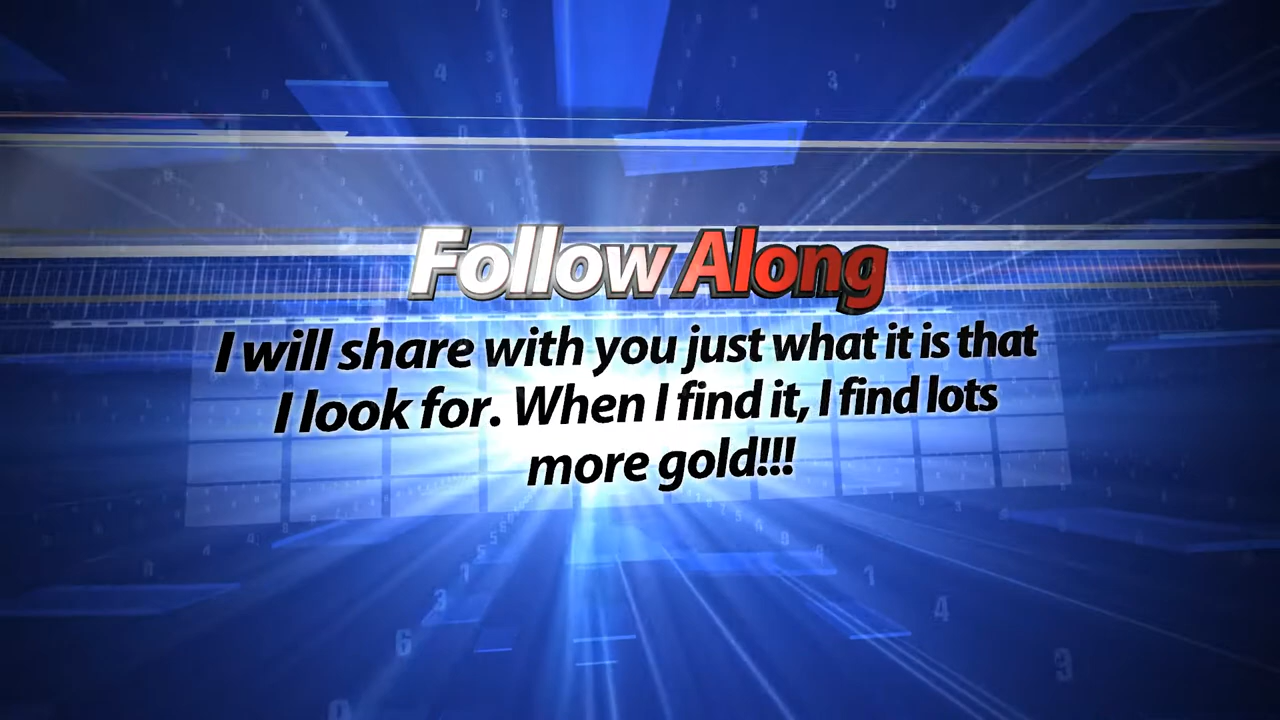 Follow Along
I will share with you just what it is that
I look for. When I find it, I find lots
more gold!!!